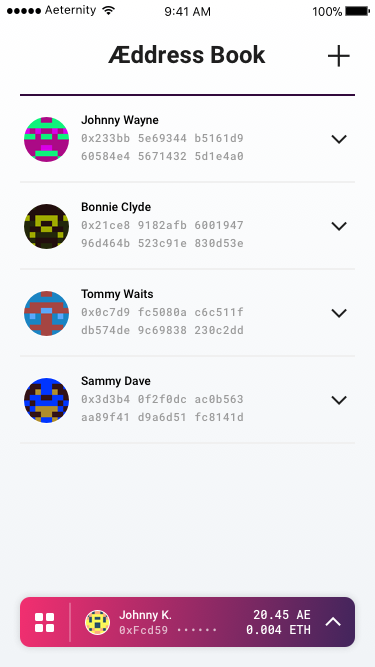 Aeternity 9:41 AM 100%
Æddress Book
Johnny Wayne
0x233bb 5e69344 b5161d9
60584e4 5671432 5d1e4a0
Bonnie Clyde
0x21ce8 9182afb 6001947
96d464b 523c91e 830d53e
Tommy Waits
0x0c7d9 fc5080a c6c511f
db574de 9c69838 230c2dd
Sammy Dave
0x3d3b4 0f2f0dc ac0b563
aa89f41 d9a6d51 fc8141d
Johnny K. 20.45 AE
0xFcd59 •••••• 0.004 ETH